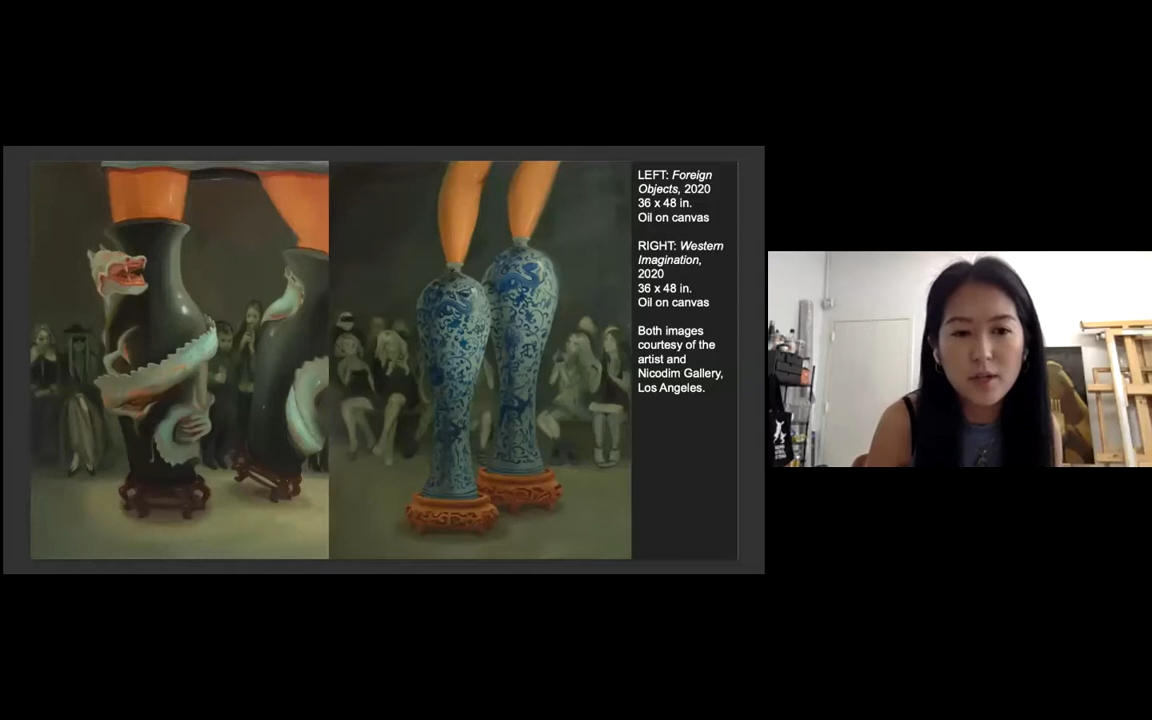 LEFT: Foreign
Objects, 2020
36 x 48 in.
Oil on canvas
RIGHT: Western
Imagination,
2020
36 x 48 in.
Oil on canvas
Both images
courtesy of the
artist and
Nicodim Gallery,
Los Angeles.